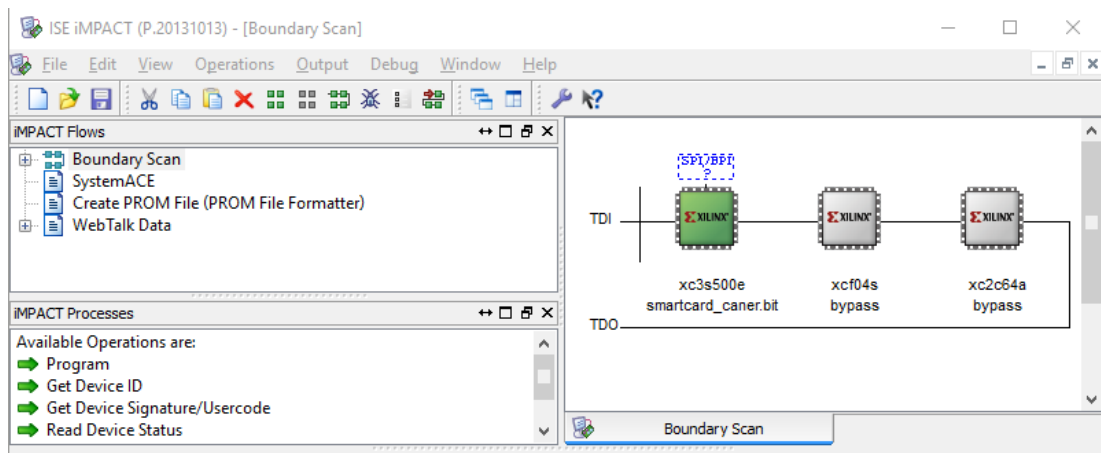 ISE iMPACT (P.20131013) - [Boundary Scan]
File Edit View Operations Output Debug Window Help
iMPACT Flows
Boundary Scan
SystemACE
Create PROM File (PROM File Formatter)
WebTalk Data
iMPACT Processes
Available Operations are:
Program
Get Device ID
Get Device Signature/Usercode
Read Device Status
SPI/BPI
?
TDI
XILINX XILINX XILINX
xc3s500e xcf04s xc2c64a
smartcard_caner.bit bypass bypass
TDO
Boundary Scan